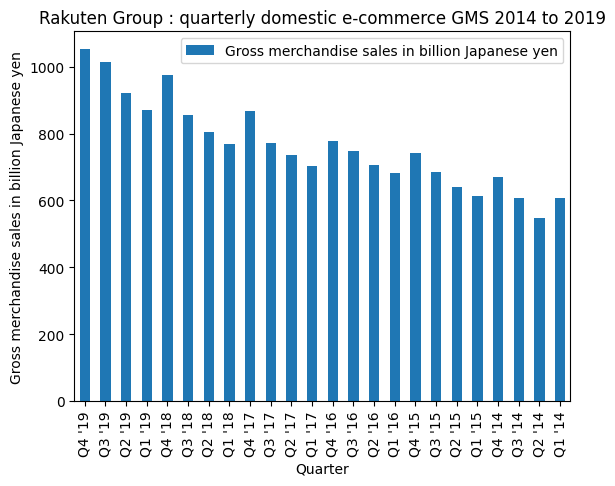 Rakuten Group : quarterly domestic e-commerce GMS 2014 to 2019
Gross merchandise sales in billion Japanese yen
Gross merchandise sales in billion Japanese yen
1000
800
600
400
200
0
Q4 '19
Q3 '19
Q2 '19
Q1 '19
Q4 '18
Q3 '18
Q2 '18
Q1 '18
Q4 '17
Q3 '17
Q2 '17
Q1 '17
Q4 '16
Q3 '16
Q2 '16
Q1 '16
Q4 '15
Q3 '15
Q2 '15
Q1 '15
Q4 '14
Q3 '14
Q2 '14
Q1 '14
Quarter